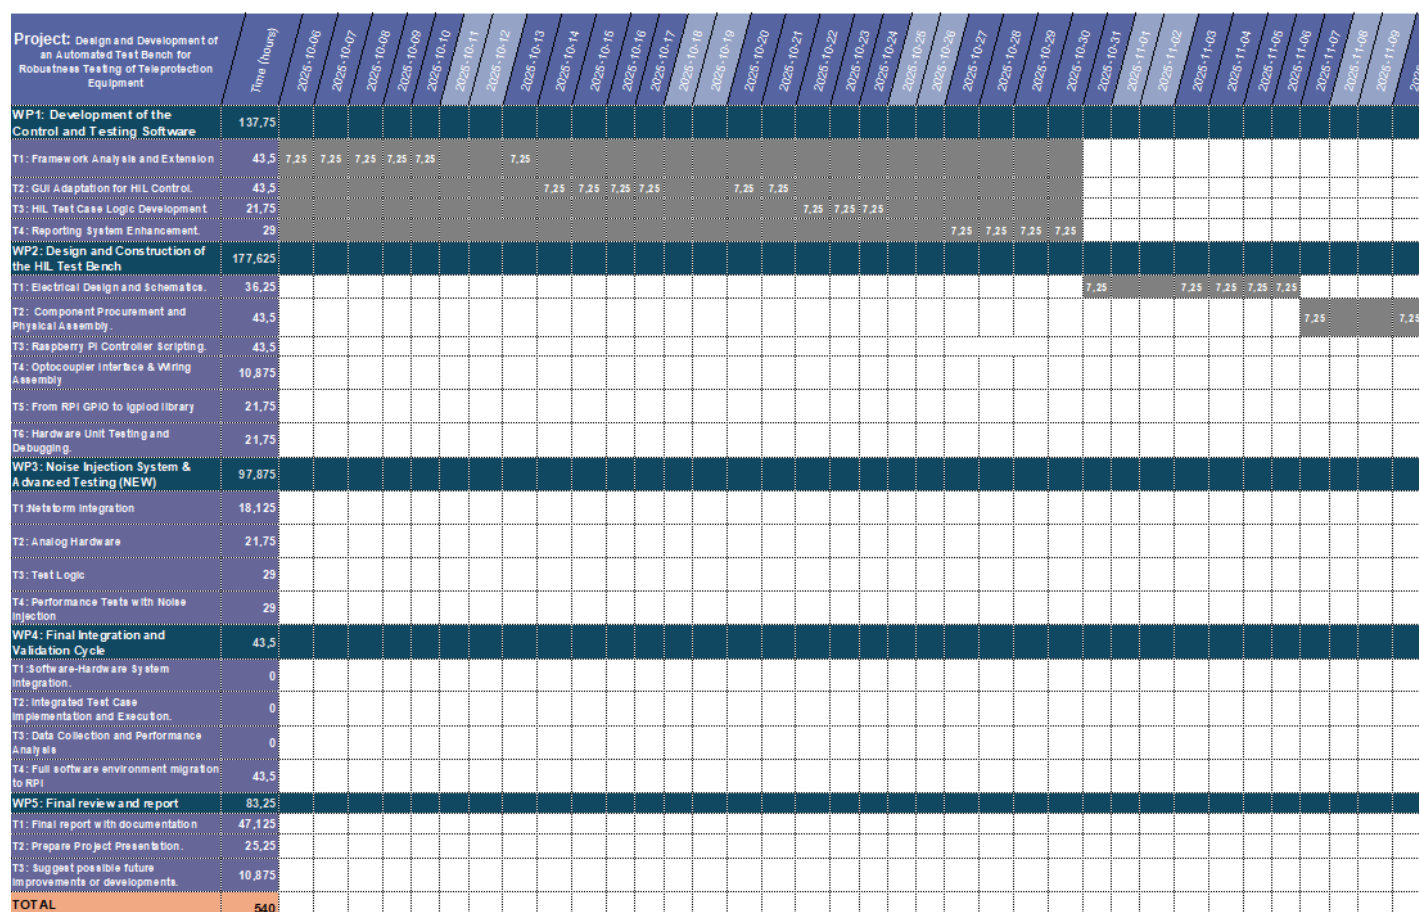 Project: Design and Development of
an Automated Test Bench for
Robustness Testing of Teleprotection
Equipment
Time (hours) 2025-10-06 2025-10-07 2025-10-08 2025-10-09 2025-10-10 2025-10-11 2025-10-12 2025-10-13 2025-10-14 2025-10-15 2025-10-16 2025-10-17 2025-10-18 2025-10-19 2025-10-20 2025-10-21 2025-10-22 2025-10-23 2025-10-24 2025-10-25 2025-10-26 2025-10-27 2025-10-28 2025-10-29 2025-10-30 2025-10-31 2025-11-01 2025-11-02 2025-11-03 2025-11-04 2025-11-05 2025-11-06 2025-11-07 2025-11-08 2025-11-09
WP1: Development of the
Control and Testing Software 137,75
T1: Framework Analysis and Extension 43,5 7,25 7,25 7,25 7,25 7,25 7,25
T2: GUI Adaptation for HIL Control. 43,5 7,25 7,25 7,25 7,25 7,25 7,25
T3: HIL Test Case Logic Development. 21,75 7,25 7,25 7,25
T4: Reporting System Enhancement. 29 7,25 7,25 7,25 7,25
WP2: Design and Construction of
the HIL Test Bench 177,625
T1: Electrical Design and Schematics. 36,25 7,25 7,25 7,25 7,25 7,25
T2: Component Procurement and
Physical Assembly. 43,5 7,25 7,25
T3: Raspberry Pi Controller Scripting. 43,5
T4: Optocoupler Interface & Wiring
Assembly 10,875
T5: From RPI GPIO to lgpiod library 21,75
T6: Hardware Unit Testing and
Debugging. 21,75
WP3: Noise Injection System &
Advanced Testing (NEW) 97,875
T1:Netstorm Integration 18,125
T2: Analog Hardware 21,75
T3: Test Logic 29
T4: Performance Tests with Noise
Injection 29
WP4: Final Integration and
Validation Cycle 43,5
T1:Software-Hardware System
Integration. 0
T2: Integrated Test Case
Implementation and Execution. 0
T3: Data Collection and Performance
Analysis 0
T4: Full software environment migration
to RPI 43,5
WP5: Final review and report 83,25
T1: Final report with documentation 47,125
T2: Prepare Project Presentation. 25,25
T3: Suggest possible future
improvements or developments. 10,875
TOTAL 540